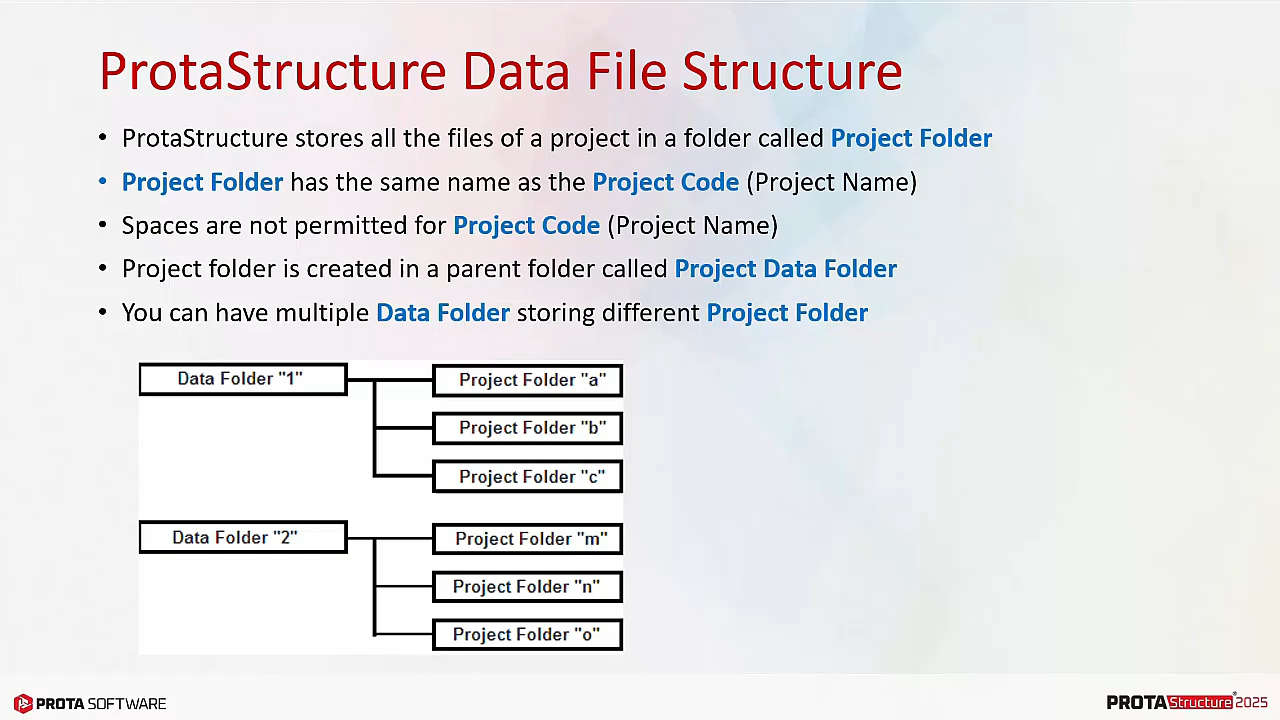 ProtaStructure Data File Structure
• ProtaStructure stores all the files of a project in a folder called Project Folder
• Project Folder has the same name as the Project Code (Project Name)
• Spaces are not permitted for Project Code (Project Name)
• Project folder is created in a parent folder called Project Data Folder
• You can have multiple Data Folder storing different Project Folder
Data Folder "1"
Project Folder "a"
Project Folder "b"
Project Folder "c"
Data Folder "2"
Project Folder "m"
Project Folder "n"
Project Folder "o"
PROTA SOFTWARE
PROTAStructure® 2025